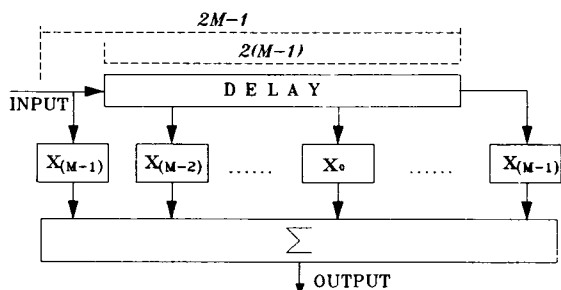 2M-1
2(M-1)
INPUT
DELAY
X(M-1) X(M-2) ...... X₀ ...... X(M-1)
Σ
OUTPUT